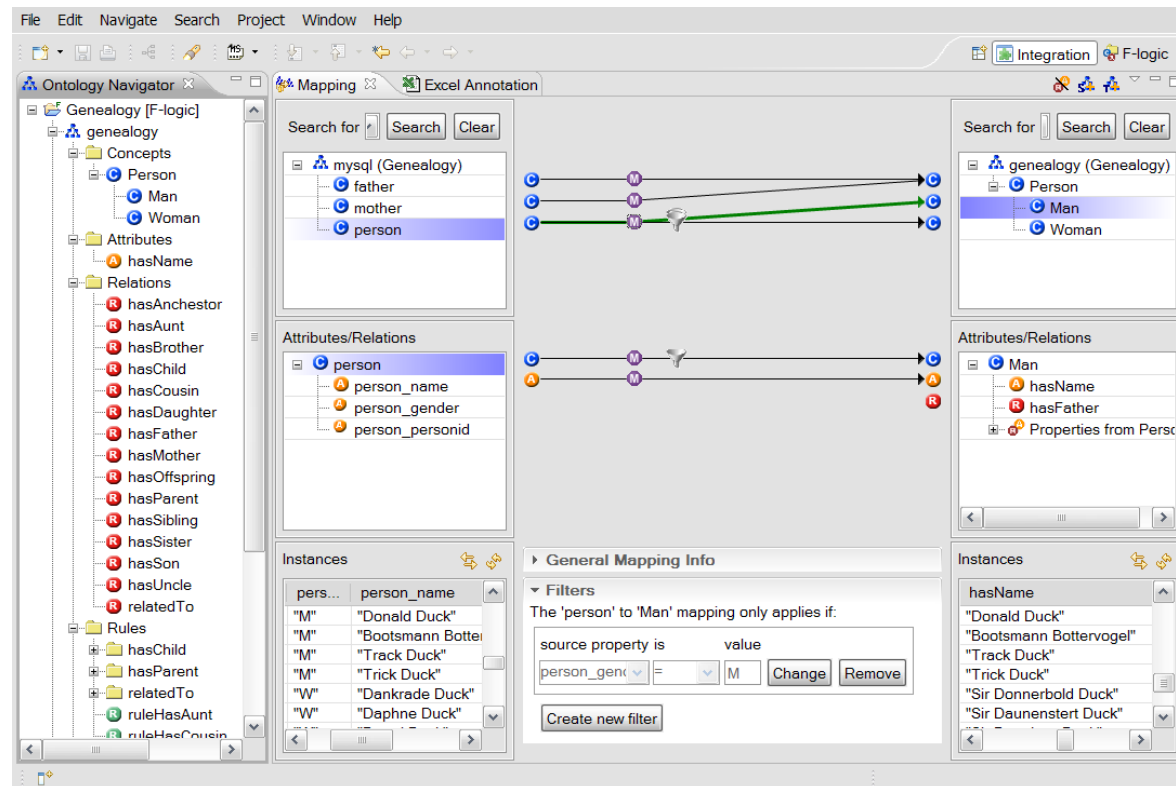 File Edit Navigate Search Project Window Help
Integration F-logic
Ontology Navigator
Mapping Excel Annotation
Genealogy [F-logic]
genealogy
Concepts
Person
Man
Woman
Attributes
hasName
Relations
hasAnchestor
hasAunt
hasBrother
hasChild
hasCousin
hasDaughter
hasFather
hasMother
hasOffspring
hasParent
hasSibling
hasSister
hasSon
hasUncle
relatedTo
Rules
hasChild
hasParent
relatedTo
ruleHasAunt
ruleHasCousin
Search for Search Clear
mysql (Genealogy)
father
mother
person
Attributes/Relations
person
person_name
person_gender
person_personid
Instances
pers... person_name
"M" "Donald Duck"
"M" "Bootsmann Botter
"M" "Track Duck"
"M" "Trick Duck"
"W" "Dankrade Duck"
"W" "Daphne Duck"
C M C
C M C
C M C
C M C
A M A
R
General Mapping Info
Filters
The 'person' to 'Man' mapping only applies if:
source property is value
person_gen = M Change Remove
Create new filter
Search for Search Clear
genealogy (Genealogy)
Person
Man
Woman
Attributes/Relations
Man
hasName
hasFather
Properties from Perso
Instances
hasName
"Donald Duck"
"Bootsmann Bottervogel"
"Track Duck"
"Trick Duck"
"Sir Donnerbold Duck"
"Sir Daunenstert Duck"